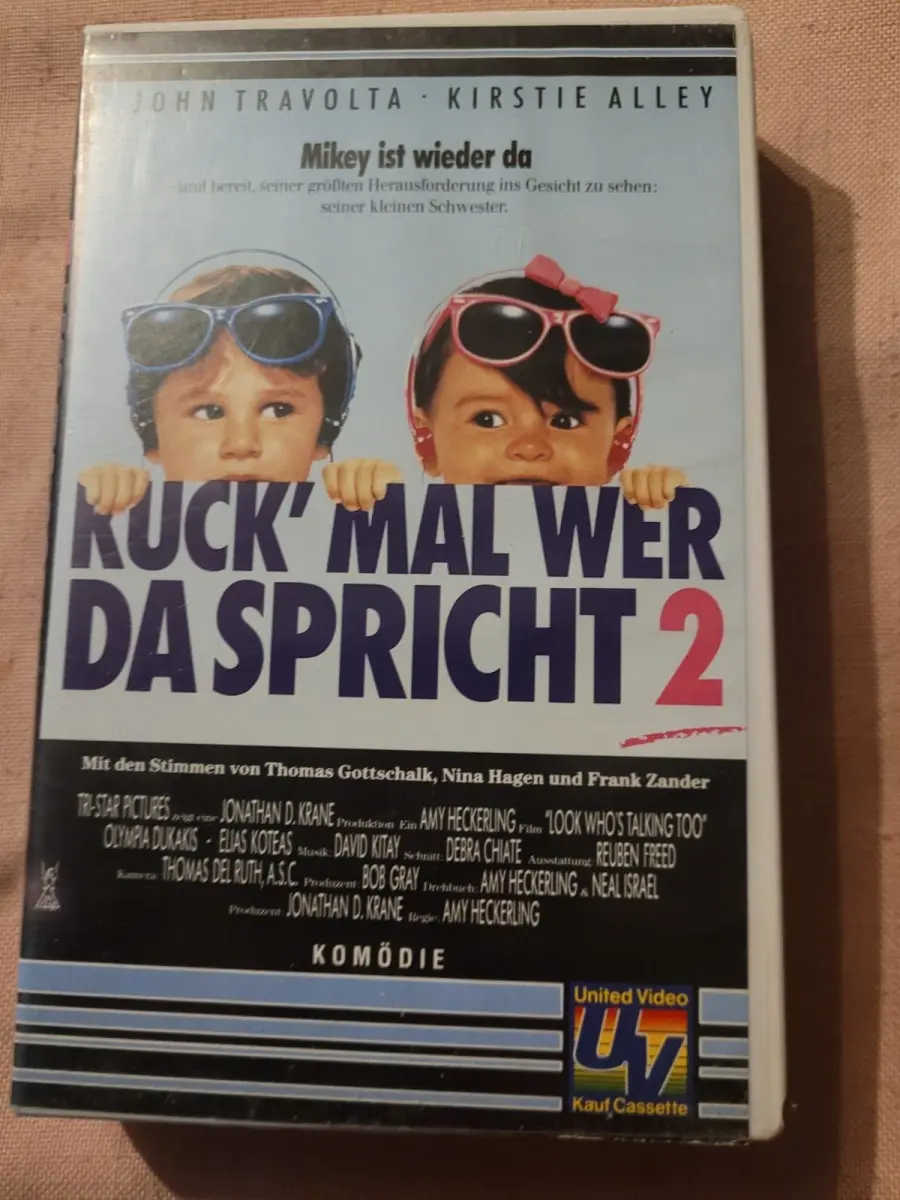 JOHN TRAVOLTA · KIRSTIE ALLEY
Mikey ist wieder da
und bereit, seiner größten Herausforderung ins Gesicht zu sehen:
seiner kleinen Schwester.
KUCK' MAL WER
DA SPRICHT 2
Mit den Stimmen von Thomas Gottschalk, Nina Hagen und Frank Zander
TRI-STAR PICTURES zeigt eine JONATHAN D. KRANE Produktion Ein AMY HECKERLING Film "LOOK WHO'S TALKING TOO"
OLYMPIA DUKAKIS · ELIAS KOTEAS Musik: DAVID KITAY Schnitt: DEBRA CHIATE Ausstattung: REUBEN FREED
Kamera: THOMAS DEL RUTH, A.S.C. Produzent: BOB GRAY Drehbuch: AMY HECKERLING & NEAL ISRAEL
Produzent: JONATHAN D. KRANE Regie: AMY HECKERLING
KOMÖDIE
United Video
UV
Kauf Cassette